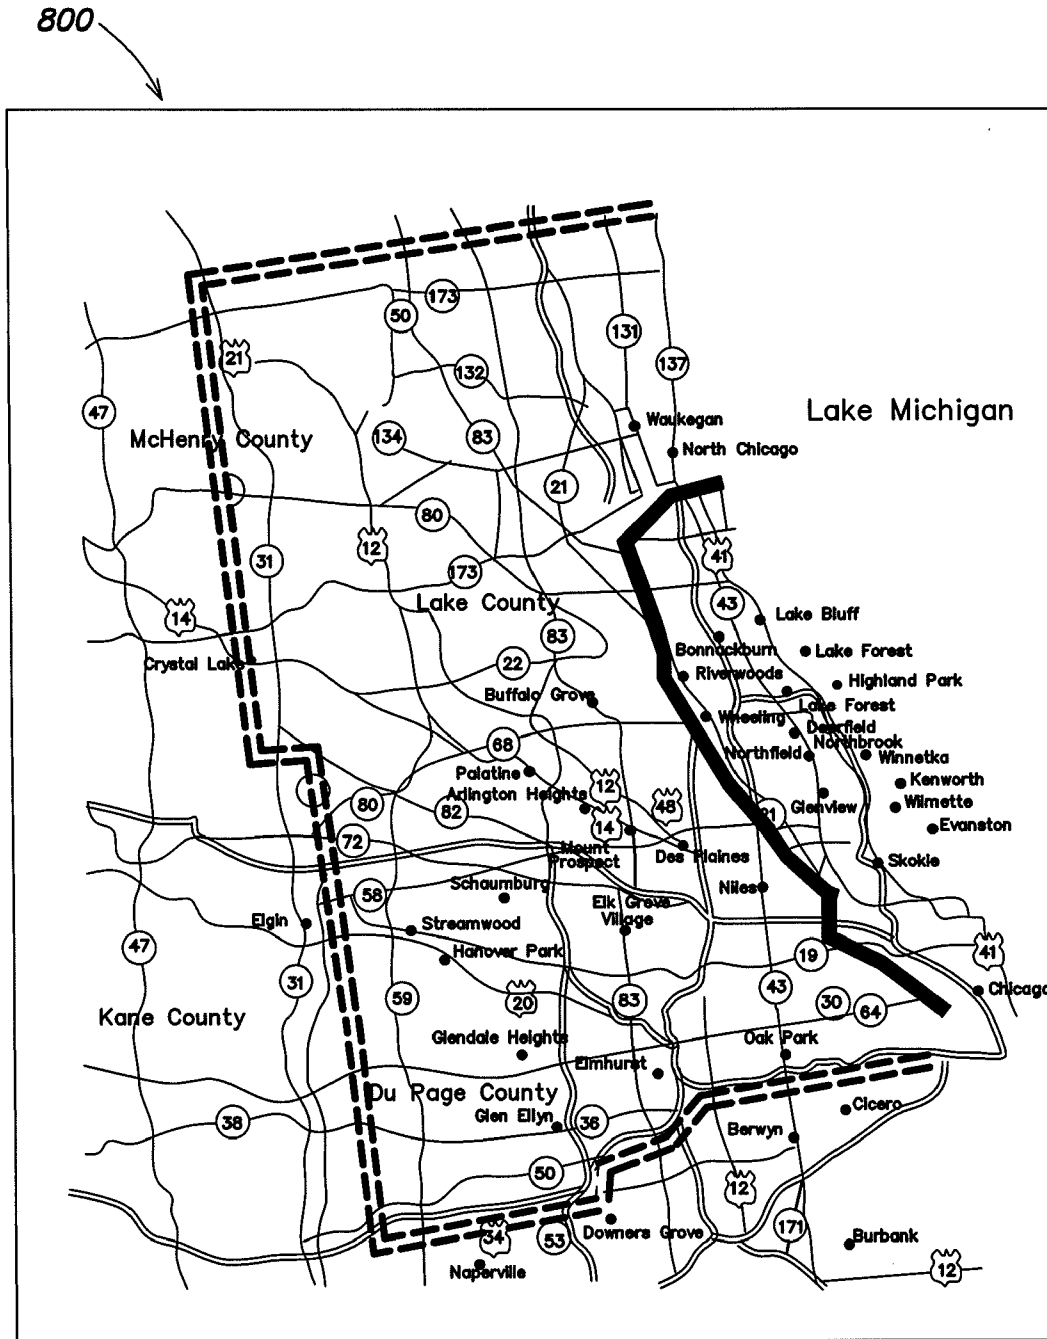 800
173
50
131
21
132
137
47
Waukegan
Lake Michigan
McHenry County
134
83
North Chicago
21
80
12
41
31
173
Lake County
43
14
Lake Bluff
83
Bonnackburn
Lake Forest
Crystal Lake
22
Riverwoods
Highland Park
Buffalo Grove
Lake Forest
Wheeling
Deerfield
68
Northbrook
Northfield
Winnetka
Palatine
Kenworth
12
Arlington Heights
80
82
48
Glenview
Wilmette
21
14
Evanston
72
Mount
Prospect
Des Plaines
Skokie
Schaumburg
Niles
58
Elk Grove
Village
Elgin
Streamwood
47
Hanover Park
19
41
31
43
Chicago
59
20
83
30
64
Kane County
Glendale Heights
Oak Park
Elmhurst
Du Page County
Cicero
38
Glen Ellyn
36
Berwyn
50
12
34
53
Downers Grove
171
Burbank
Naperville
12